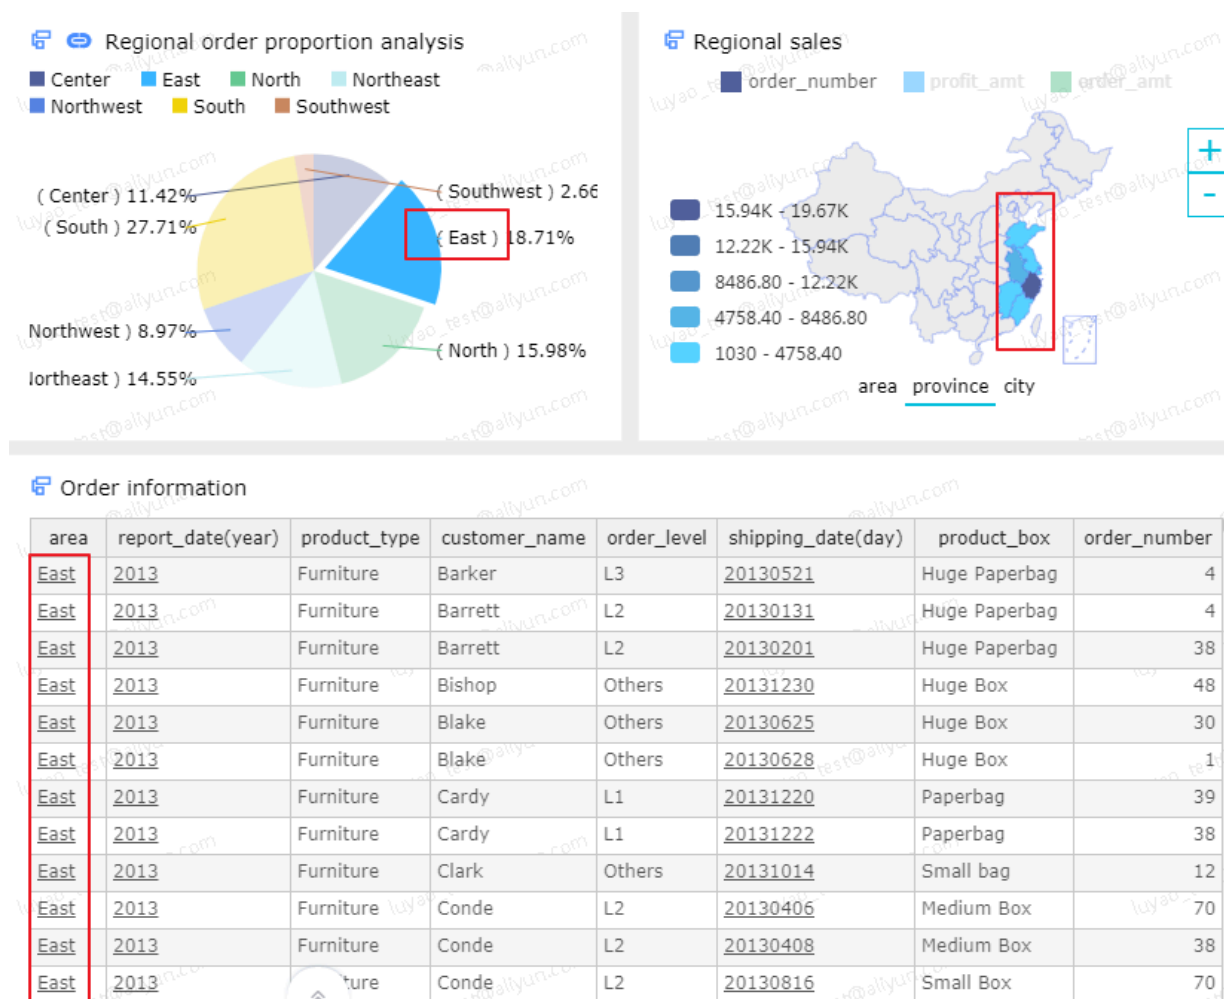 Regional order proportion analysis
Center East North Northeast
Northwest South Southwest
( Center ) 11.42%
( South ) 27.71%
Northwest ) 8.97%
ortheast ) 14.55%
( Southwest ) 2.66
( East ) 18.71%
( North ) 15.98%
Regional sales
order_number profit_amt order_amt
+
-
15.94K - 19.67K
12.22K - 15.94K
8486.80 - 12.22K
4758.40 - 8486.80
1030 - 4758.40
area province city
Order information
area report_date(year) product_type customer_name order_level shipping_date(day) product_box order_number
East 2013 Furniture Barker L3 20130521 Huge Paperbag 4
East 2013 Furniture Barrett L2 20130131 Huge Paperbag 4
East 2013 Furniture Barrett L2 20130201 Huge Paperbag 38
East 2013 Furniture Bishop Others 20131230 Huge Box 48
East 2013 Furniture Blake Others 20130625 Huge Box 30
East 2013 Furniture Blake Others 20130628 Huge Box 1
East 2013 Furniture Cardy L1 20131220 Paperbag 39
East 2013 Furniture Cardy L1 20131222 Paperbag 38
East 2013 Furniture Clark Others 20131014 Small bag 12
East 2013 Furniture Conde L2 20130406 Medium Box 70
East 2013 Furniture Conde L2 20130408 Medium Box 38
East 2013 ture Conde L2 20130816 Small Box 70
luyao_test@aliyun.com